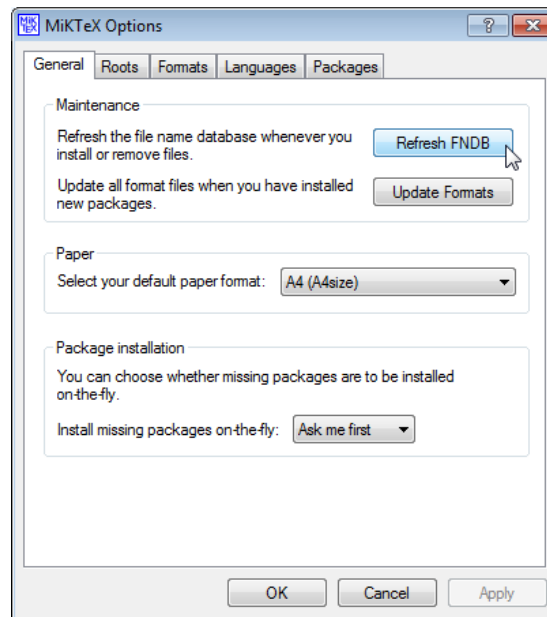 MiKTeX Options
General Roots Formats Languages Packages
Maintenance
Refresh the file name database whenever you
install or remove files.
Refresh FNDB
Update all format files when you have installed
new packages.
Update Formats
Paper
Select your default paper format: A4 (A4size)
Package installation
You can choose whether missing packages are to be installed
on-the-fly.
Install missing packages on-the-fly: Ask me first
OK Cancel Apply